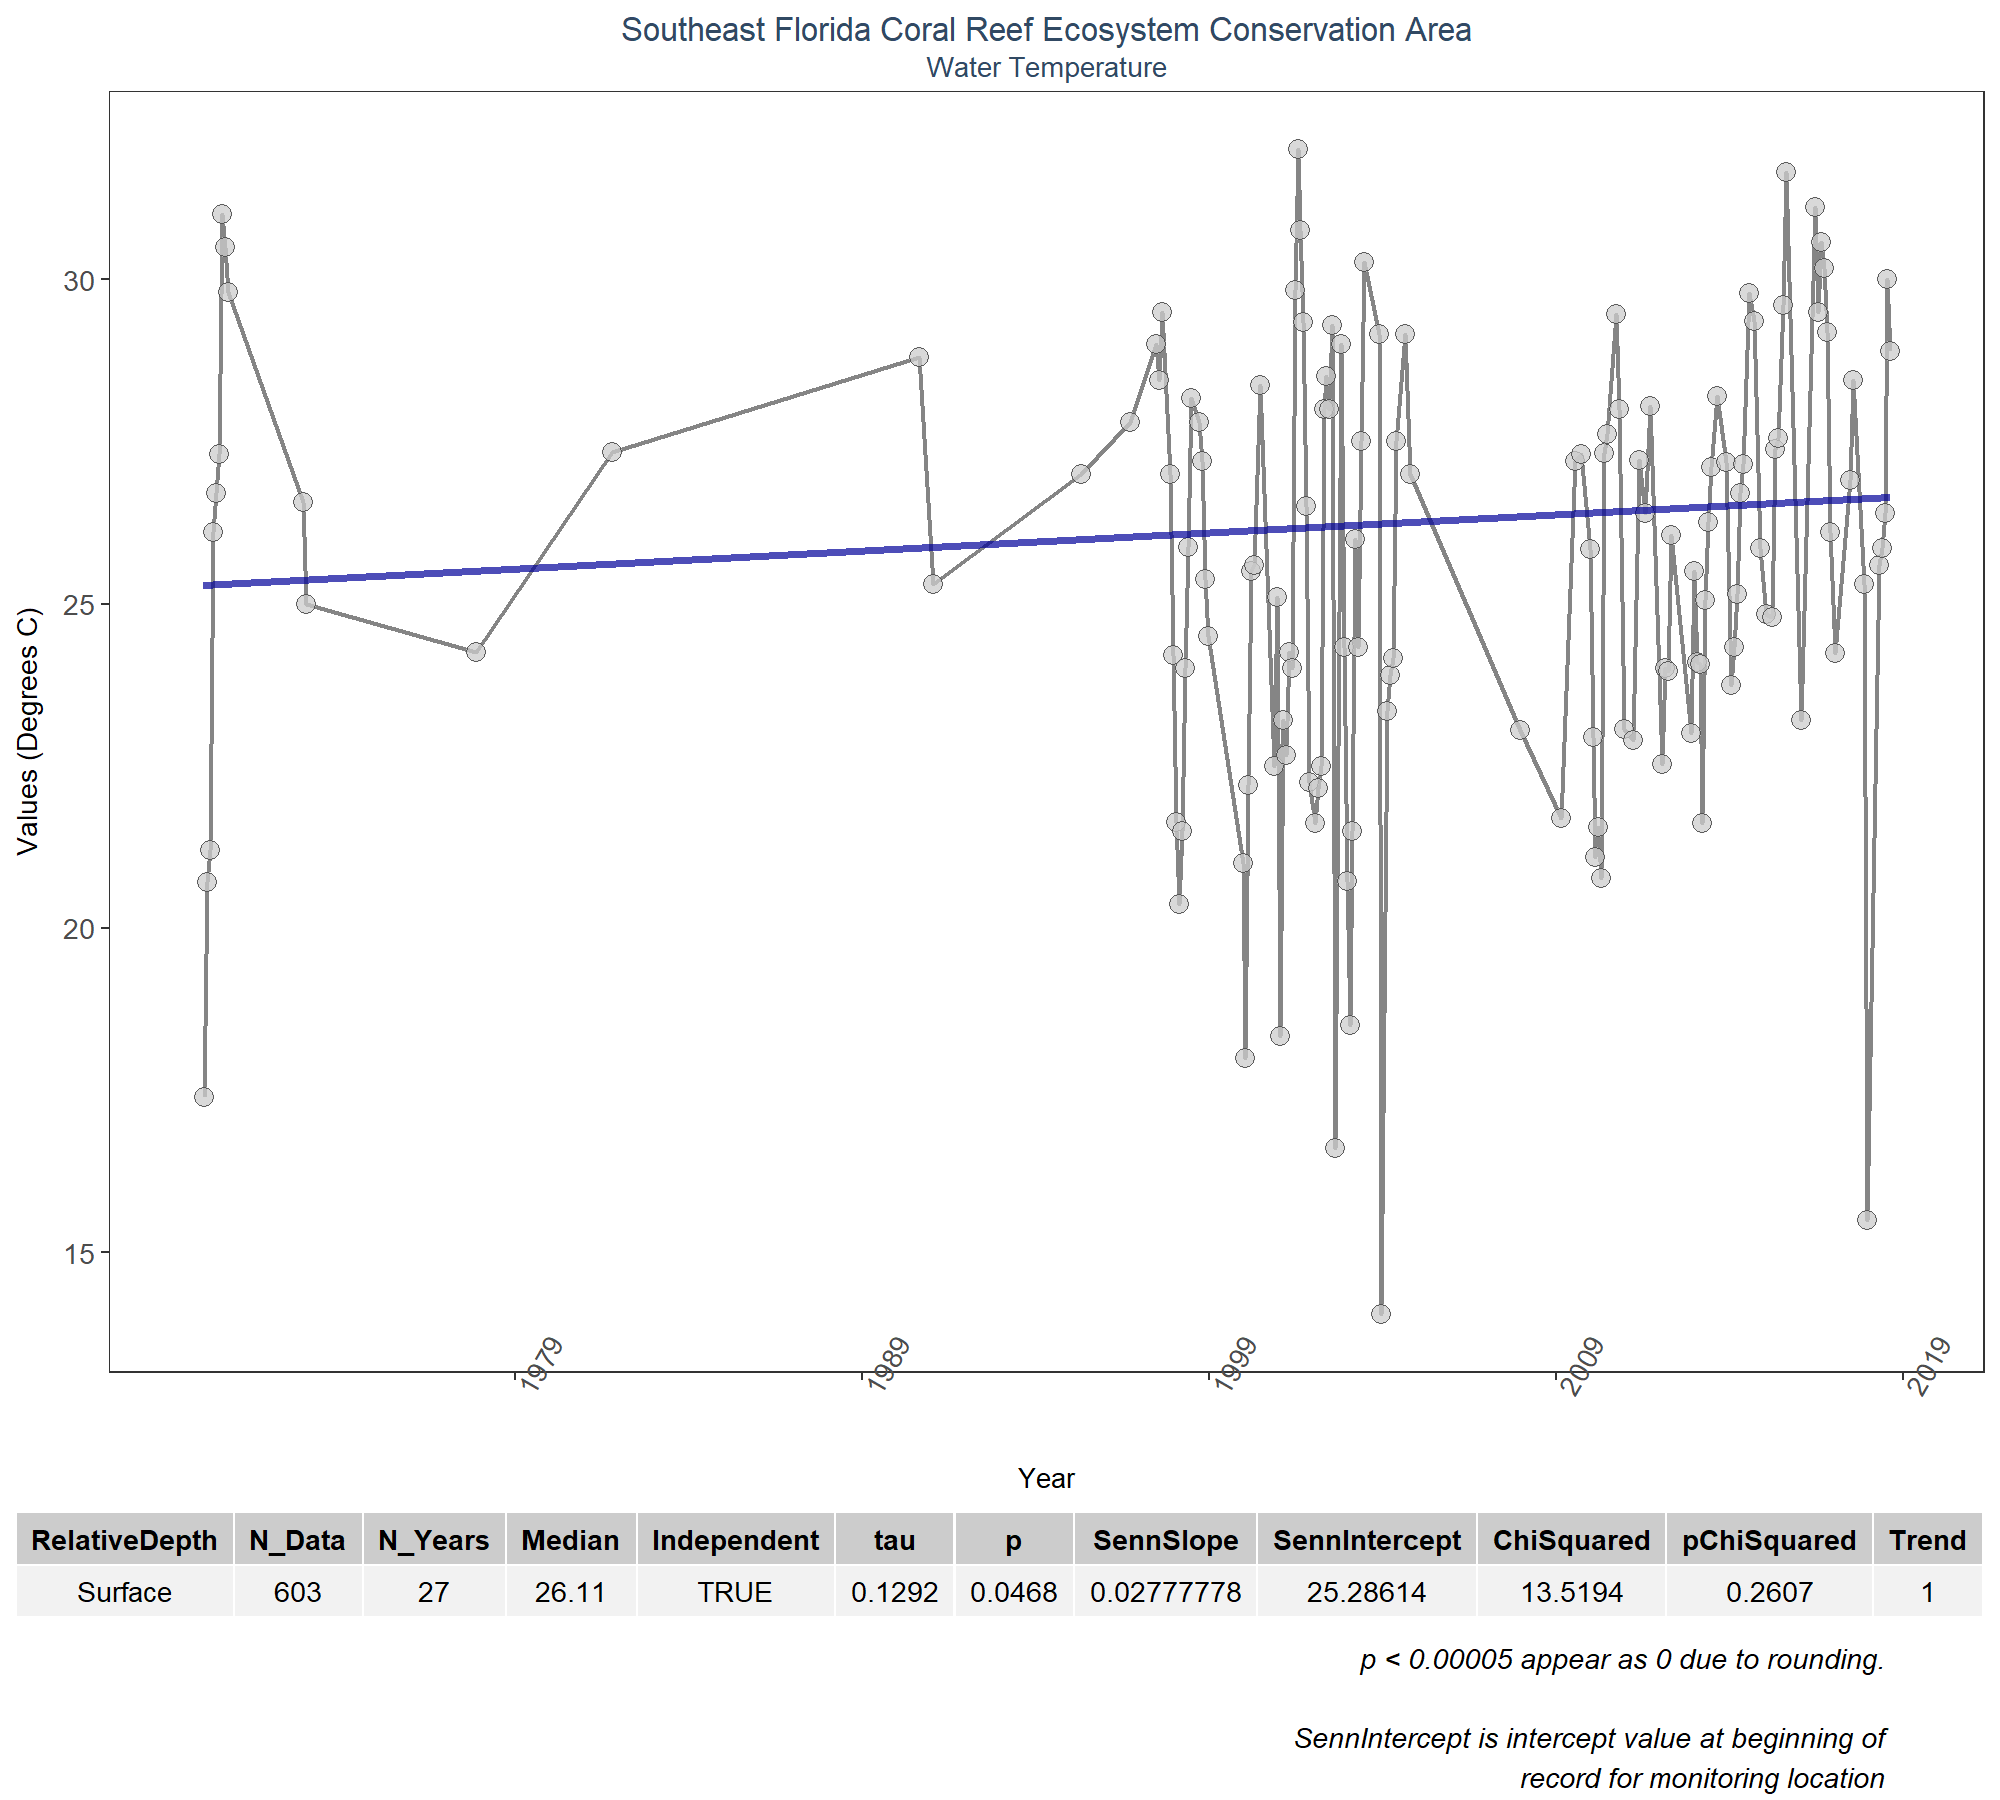 Southeast Florida Coral Reef Ecosystem Conservation Area
Water Temperature
Values (Degrees C)
30
25
20
15
1979
1989
1999
2009
2019
Year
RelativeDepth N_Data N_Years Median Independent tau p SennSlope SennIntercept ChiSquared pChiSquared Trend
Surface 603 27 26.11 TRUE 0.1292 0.0468 0.02777778 25.28614 13.5194 0.2607 1
p < 0.00005 appear as 0 due to rounding.
SennIntercept is intercept value at beginning of
record for monitoring location